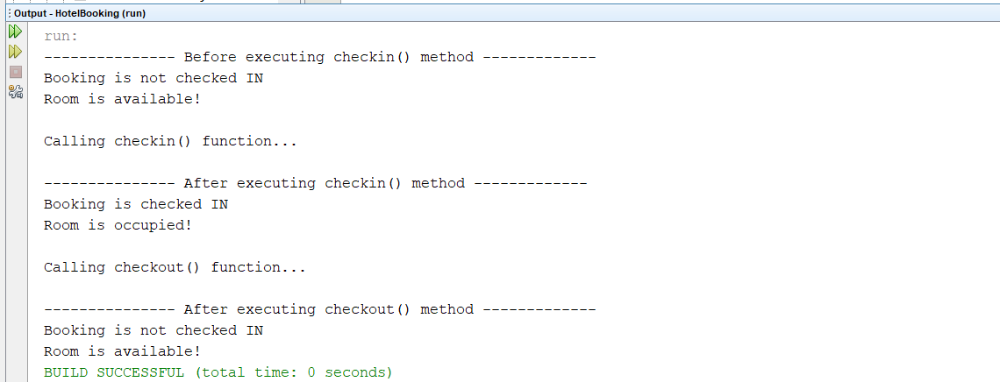 Output - HotelBooking (run)
run:
--------------- Before executing checkin() method -------------
Booking is not checked IN
Room is available!
Calling checkin() function...
--------------- After executing checkin() method -------------
Booking is checked IN
Room is occupied!
Calling checkout() function...
--------------- After executing checkout() method -------------
Booking is not checked IN
Room is available!
BUILD SUCCESSFUL (total time: 0 seconds)